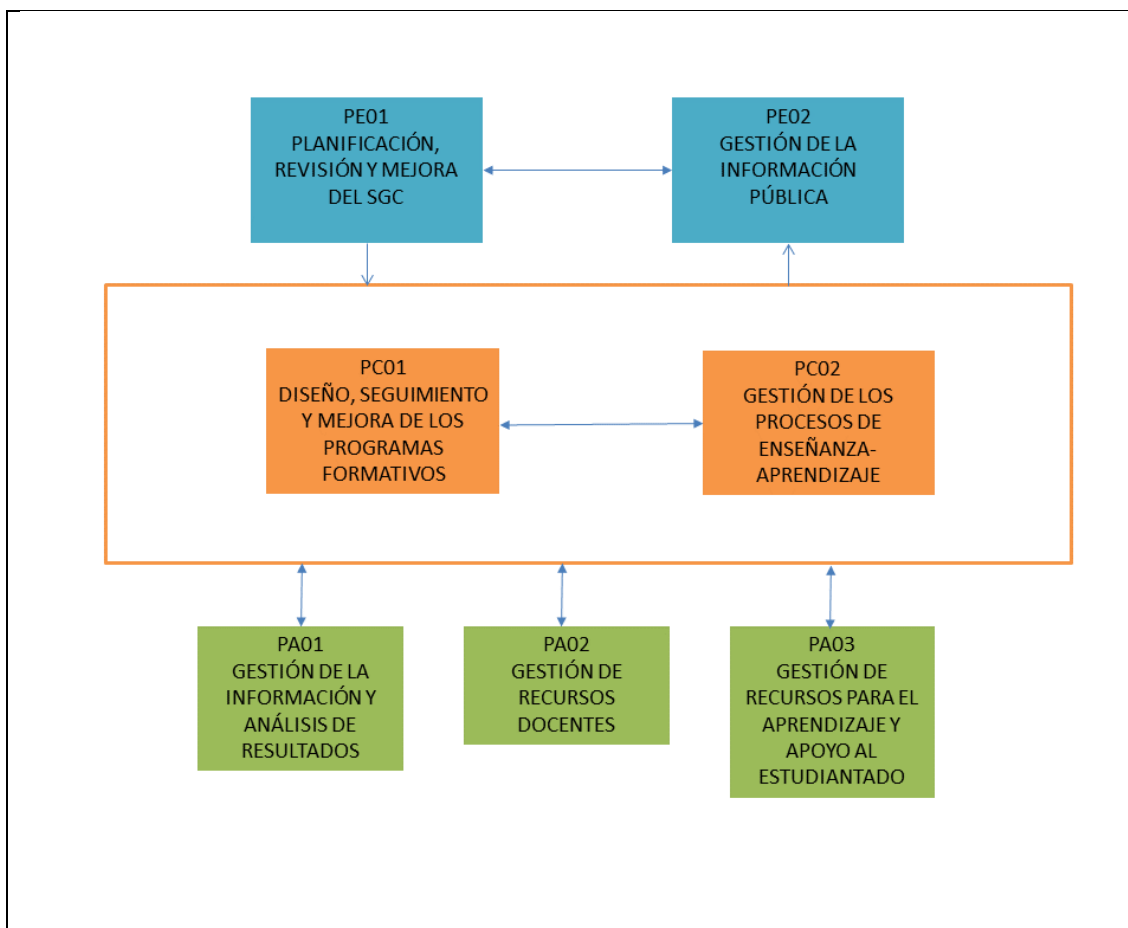 PE01
PLANIFICACIÓN,
REVISIÓN Y MEJORA
DEL SGC
PE02
GESTIÓN DE LA
INFORMACIÓN
PÚBLICA
PC01
DISEÑO, SEGUIMIENTO
Y MEJORA DE LOS
PROGRAMAS
FORMATIVOS
PC02
GESTIÓN DE LOS
PROCESOS DE
ENSEÑANZA-
APRENDIZAJE
PA01
GESTIÓN DE LA
INFORMACIÓN Y
ANÁLISIS DE
RESULTADOS
PA02
GESTIÓN DE
RECURSOS
DOCENTES
PA03
GESTIÓN DE
RECURSOS PARA EL
APRENDIZAJE Y
APOYO AL
ESTUDIANTADO